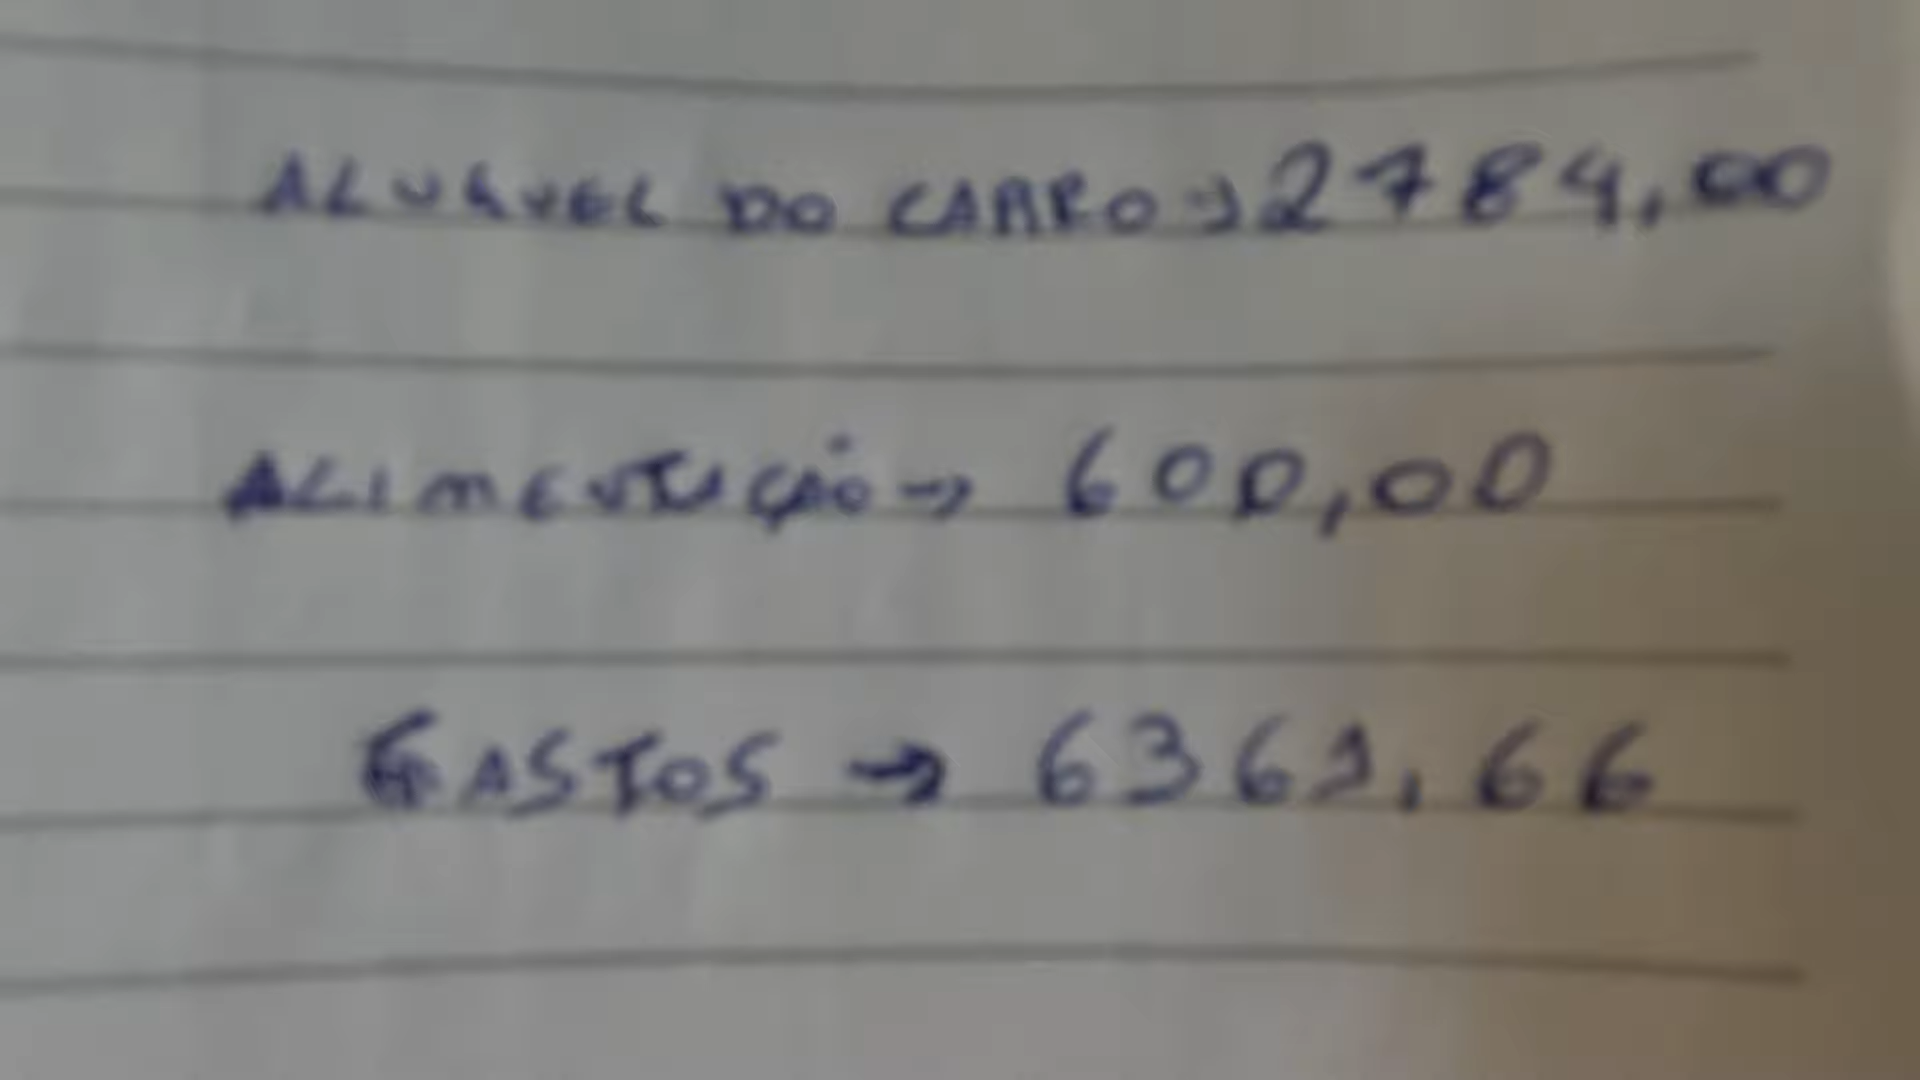 ALUGUEL DO CARRO → 2784,00
ALIMENTAÇÃO → 600,00
GASTOS → 6361,66